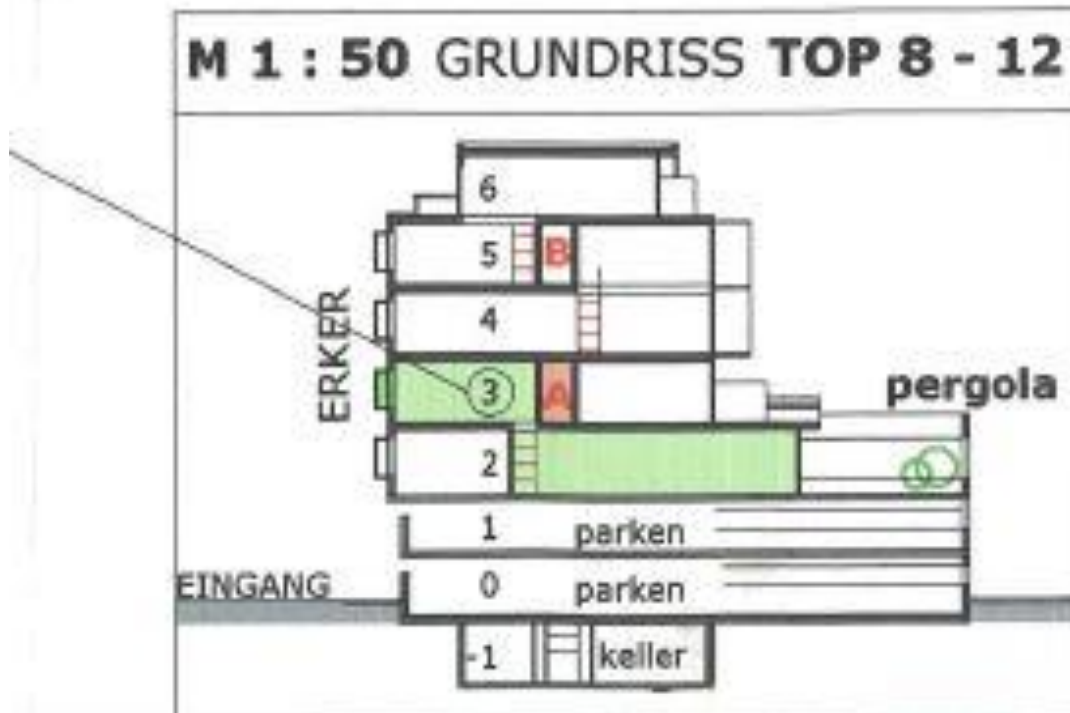 M 1 : 50 GRUNDRISS TOP 8 - 12
6
5 B
4
ERKER
3 A
pergola
2
1 parken
EINGANG
0 parken
-1 keller